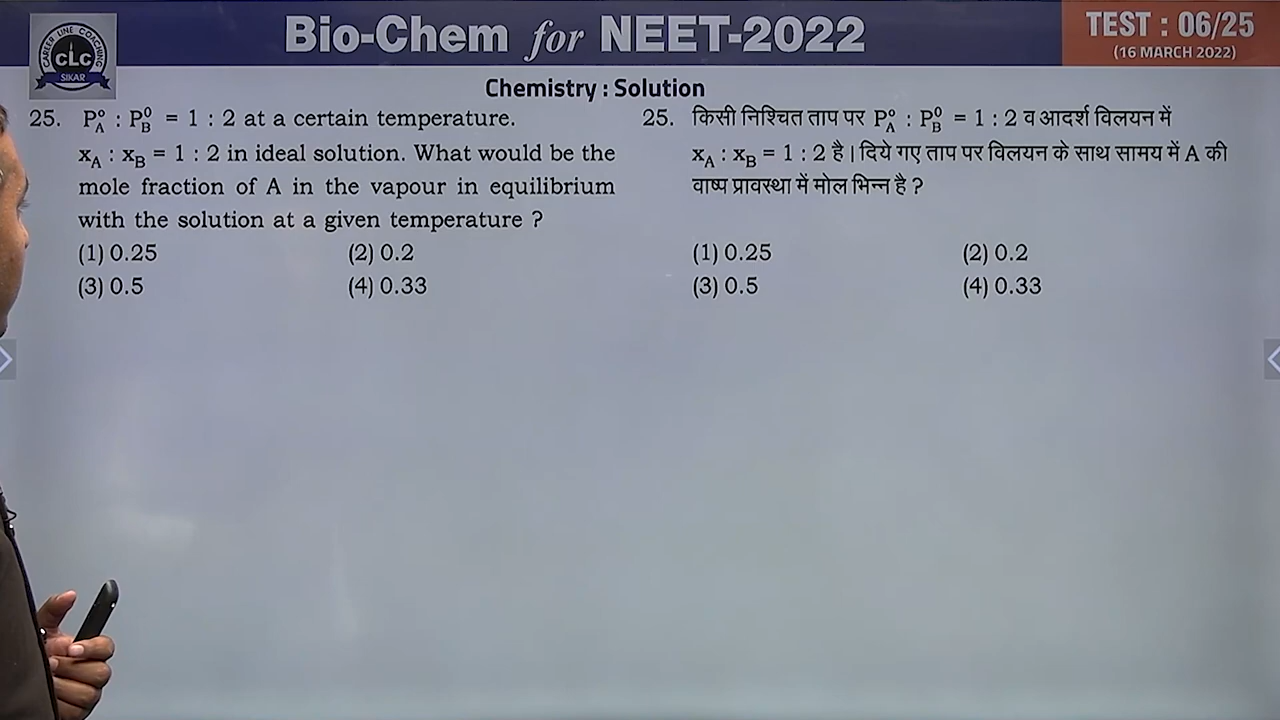 CAREER LINE COACHING
CLC
SIKAR
Bio-Chem for NEET-2022
TEST : 06/25
(16 MARCH 2022)
Chemistry : Solution
25. P°A : P⁰B = 1 : 2 at a certain temperature.
xA : xB = 1 : 2 in ideal solution. What would be the
mole fraction of A in the vapour in equilibrium
with the solution at a given temperature ?
(1) 0.25 (2) 0.2
(3) 0.5 (4) 0.33
25. किसी निश्चित ताप पर P°A : P⁰B = 1 : 2 व आदर्श विलयन में
xA : xB = 1 : 2 है। दिये गए ताप पर विलयन के साथ सामय में A की
वाष्प प्रावस्था में मोल भिन्न है ?
(1) 0.25 (2) 0.2
(3) 0.5 (4) 0.33